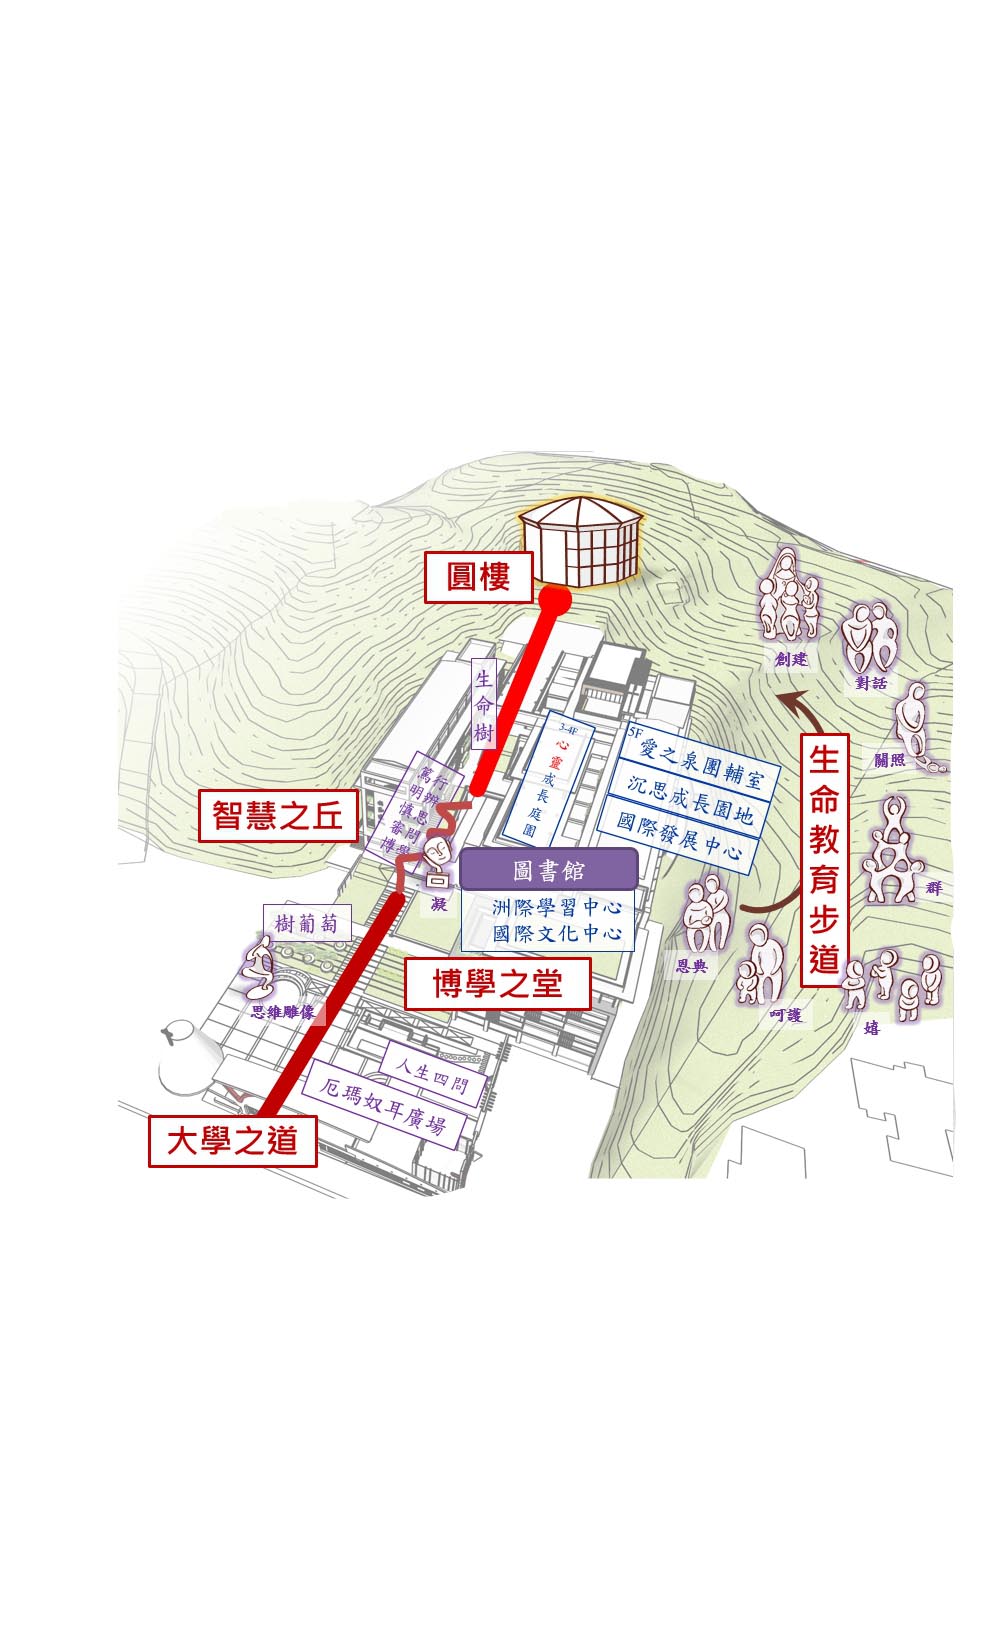 圓樓
創建
對話
生命樹
關照
3-4F
心靈成長庭園
5F
愛之泉團輔室
沉思成長園地
國際發展中心
生命教育步道
篤行
明辨
慎思
審問
博學
智慧之丘
圖書館
洲際學習中心
國際文化中心
凝
群
樹葡萄
恩典
博學之堂
思維雕像
呵護
嬉
人生四問
厄瑪奴耳廣場
大學之道